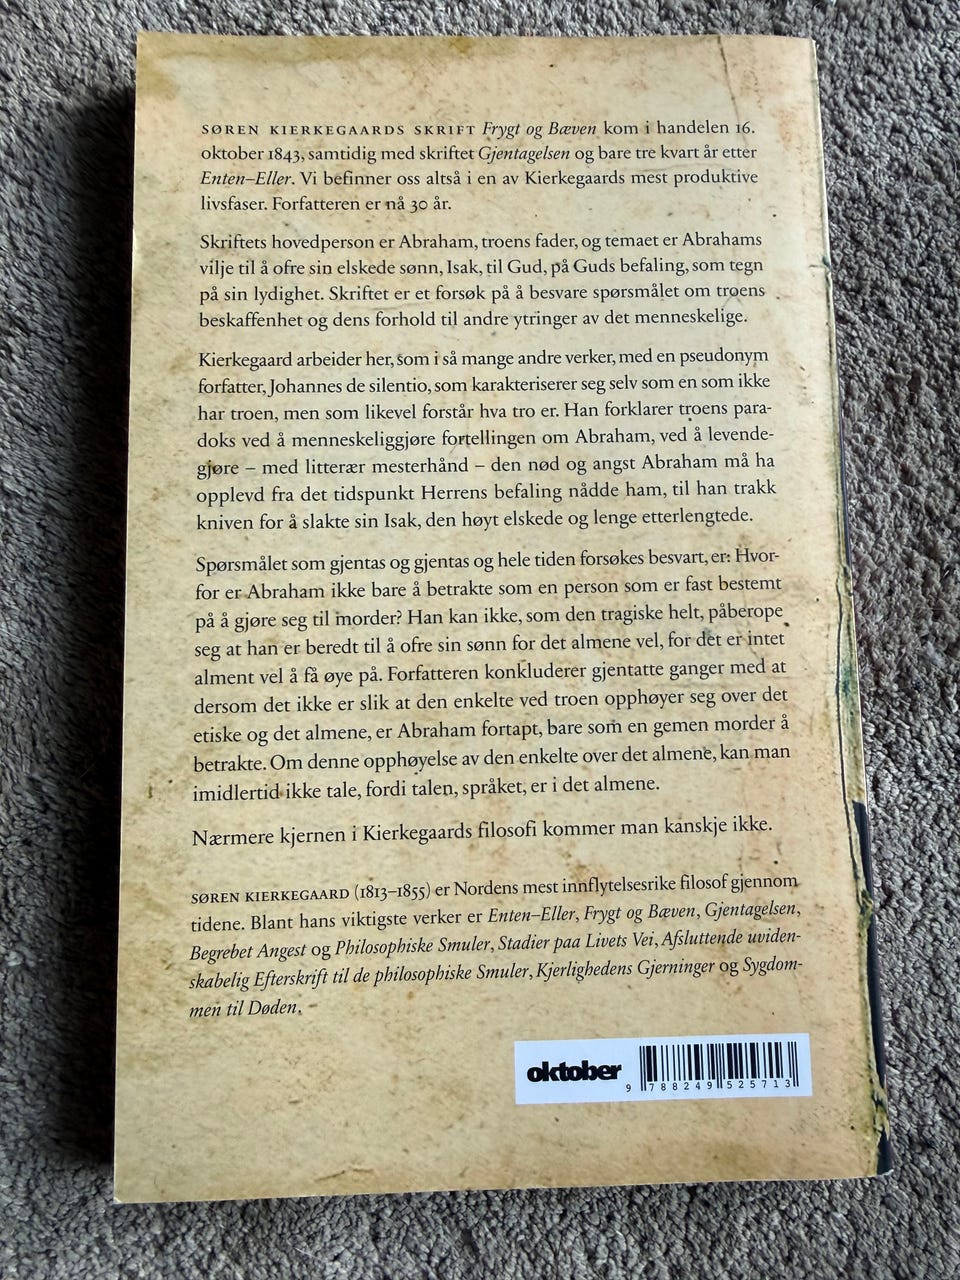 SØREN KIERKEGAARDS SKRIFT Frygt og Bæven kom i handelen 16.
oktober 1843, samtidig med skriftet Gjentagelsen og bare tre kvart år etter
Enten–Eller. Vi befinner oss altså i en av Kierkegaards mest produktive
livsfaser. Forfatteren er nå 30 år.
Skriftets hovedperson er Abraham, troens fader, og temaet er Abrahams
vilje til å ofre sin elskede sønn, Isak, til Gud, på Guds befaling, som tegn
på sin lydighet. Skriftet er et forsøk på å besvare spørsmålet om troens
beskaffenhet og dens forhold til andre ytringer av det menneskelige.
Kierkegaard arbeider her, som i så mange andre verker, med en pseudonym
forfatter, Johannes de silentio, som karakteriserer seg selv som en som ikke
har troen, men som likevel forstår hva tro er. Han forklarer troens para-
doks ved å menneskeliggjøre fortellingen om Abraham, ved å levende-
gjøre – med litterær mesterhånd – den nød og angst Abraham må ha
opplevd fra det tidspunkt Herrens befaling nådde ham, til han trakk
kniven for å slakte sin Isak, den høyt elskede og lenge etterlengtede.
Spørsmålet som gjentas og gjentas og hele tiden forsøkes besvart, er: Hvor-
for er Abraham ikke bare å betrakte som en person som er fast bestemt
på å gjøre seg til morder? Han kan ikke, som den tragiske helt, påberope
seg at han er beredt til å ofre sin sønn for det almene vel, for det er intet
alment vel å få øye på. Forfatteren konkluderer gjentatte ganger med at
dersom det ikke er slik at den enkelte ved troen opphøyer seg over det
etiske og det almene, er Abraham fortapt, bare som en gemen morder å
betrakte. Om denne opphøyelse av den enkelte over det almene, kan man
imidlertid ikke tale, fordi talen, språket, er i det almene.
Nærmere kjernen i Kierkegaards filosofi kommer man kanskje ikke.
SØREN KIERKEGAARD (1813–1855) er Nordens mest innflytelsesrike filosof gjennom
tidene. Blant hans viktigste verker er Enten–Eller, Frygt og Bæven, Gjentagelsen,
Begrebet Angest og Philosophiske Smuler, Stadier paa Livets Vei, Afsluttende uviden-
skabelig Efterskrift til de philosophiske Smuler, Kjerlighedens Gjerninger og Sygdom-
men til Døden.
oktober
9 788249 525713